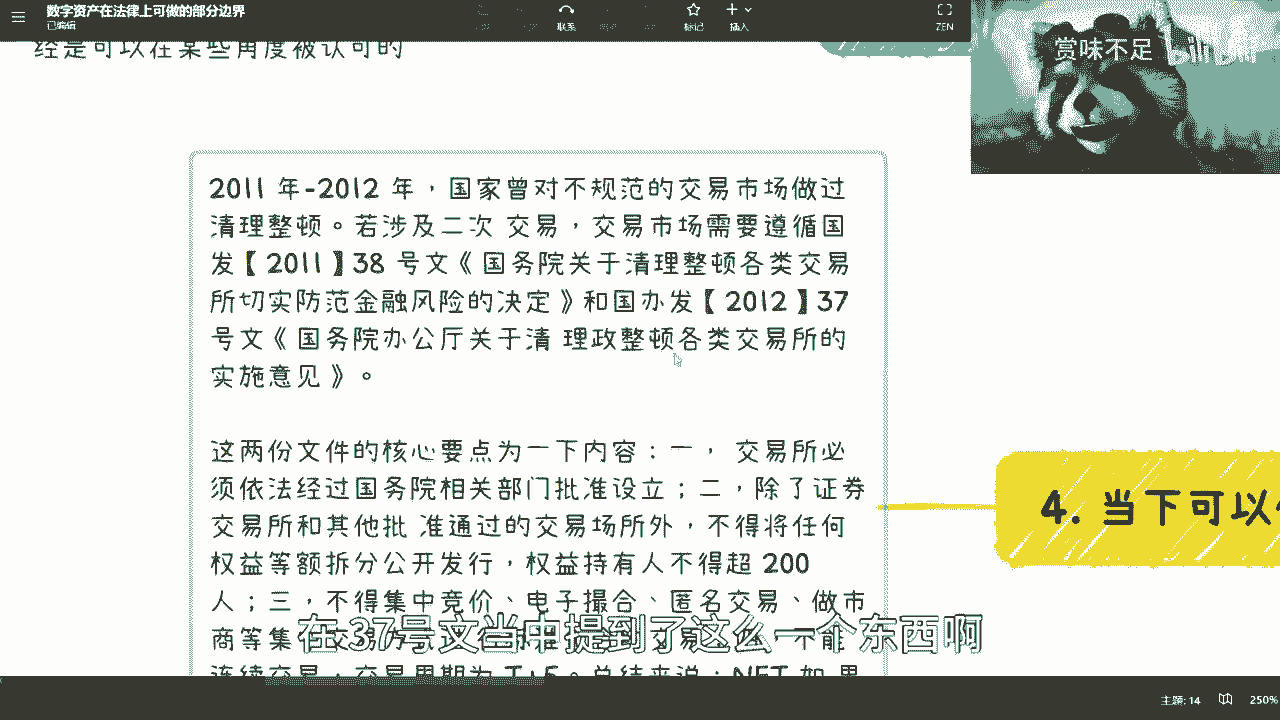 数字资产在法律上可做的部分边界
已编辑
联系
标记
插入
ZEN
赏味不足
bilibili
经是可以在某些角度被认可的
2011 年-2012 年，国家曾对不规范的交易市场做过
清理整顿。若涉及二次 交易，交易市场需要遵循国
发【2011】38 号文《国务院关于清理整顿各类交易
所切实防范金融风险的决定》和国办发【2012】37
号文《国务院办公厅关于清 理政整顿各类交易所的
实施意见》。
这两份文件的核心要点为一下内容：一， 交易所必
须依法经过国务院相关部门批准设立；二，除了证券
交易所和其他批 准通过的交易场所外，不得将任何
权益等额拆分公开发行，权益持有人不得超 200
人；三，不得集中竞价、电子撮合、匿名交易、做市
商等集
不能
连续交易，交易周期为 T+5。总结来说：NFT 如 果
4. 当下可以
在37号文当中提到了这么一个东西啊
主题: 14
250%